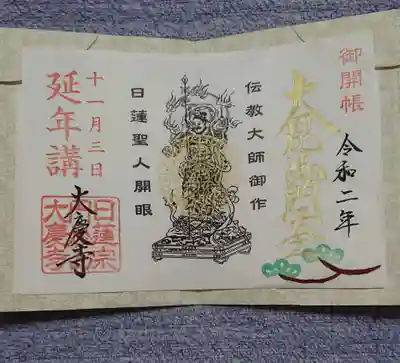 御開帳
令和二年
伝教大師御作
日蓮聖人開眼
十一月三日
延年講
大慶寺
日蓮宗
大慶寺